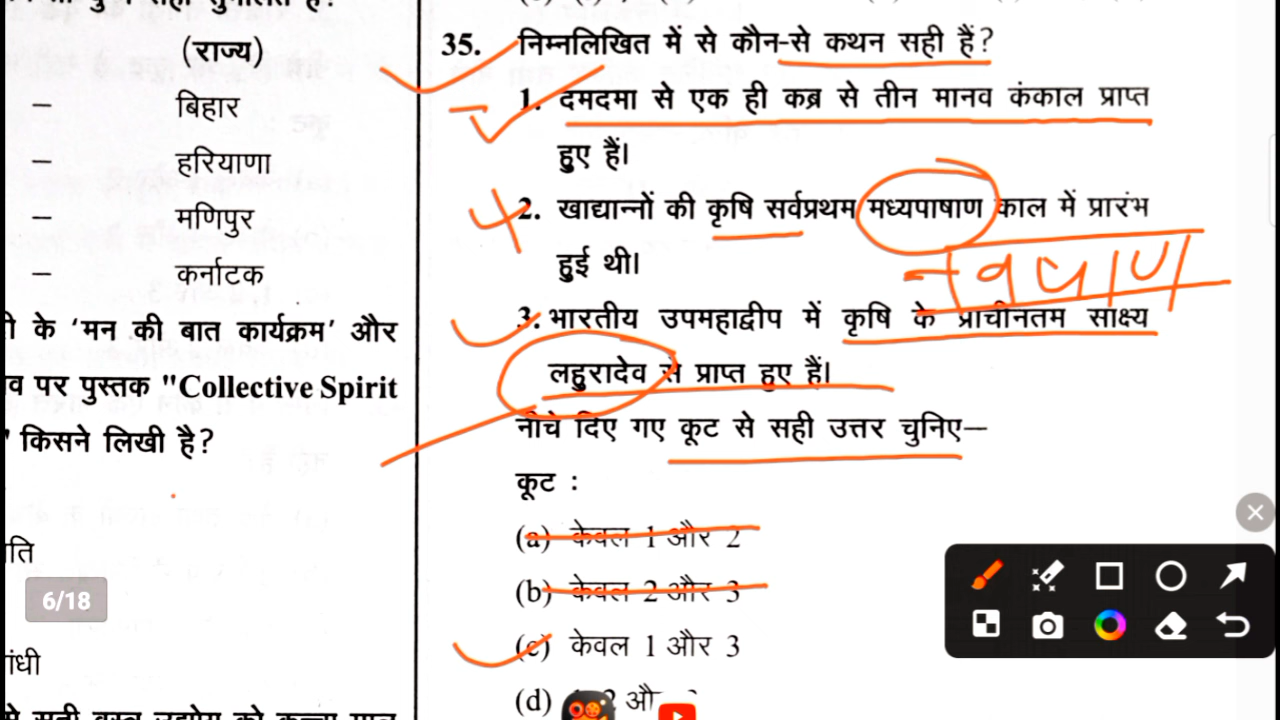 (राज्य)
– बिहार
– हरियाणा
– मणिपुर
– कर्नाटक
के 'मन की बात कार्यक्रम' और
पर पुस्तक "Collective Spirit
' किसने लिखी है?
6/18
35. निम्नलिखित में से कौन-से कथन सही हैं?
1. दमदमा से एक ही कब्र से तीन मानव कंकाल प्राप्त
हुए हैं।
2. खाद्यान्नों की कृषि सर्वप्रथम मध्यपाषाण काल में प्रारंभ
हुई थी।
नवपाषाण
3. भारतीय उपमहाद्वीप में कृषि के प्राचीनतम साक्ष्य
लहुरादेव से प्राप्त हुए हैं।
नीचे दिए गए कूट से सही उत्तर चुनिए–
कूट :
(a) केवल 1 और 2
(b) केवल 2 और 3
(c) केवल 1 और 3
(d)